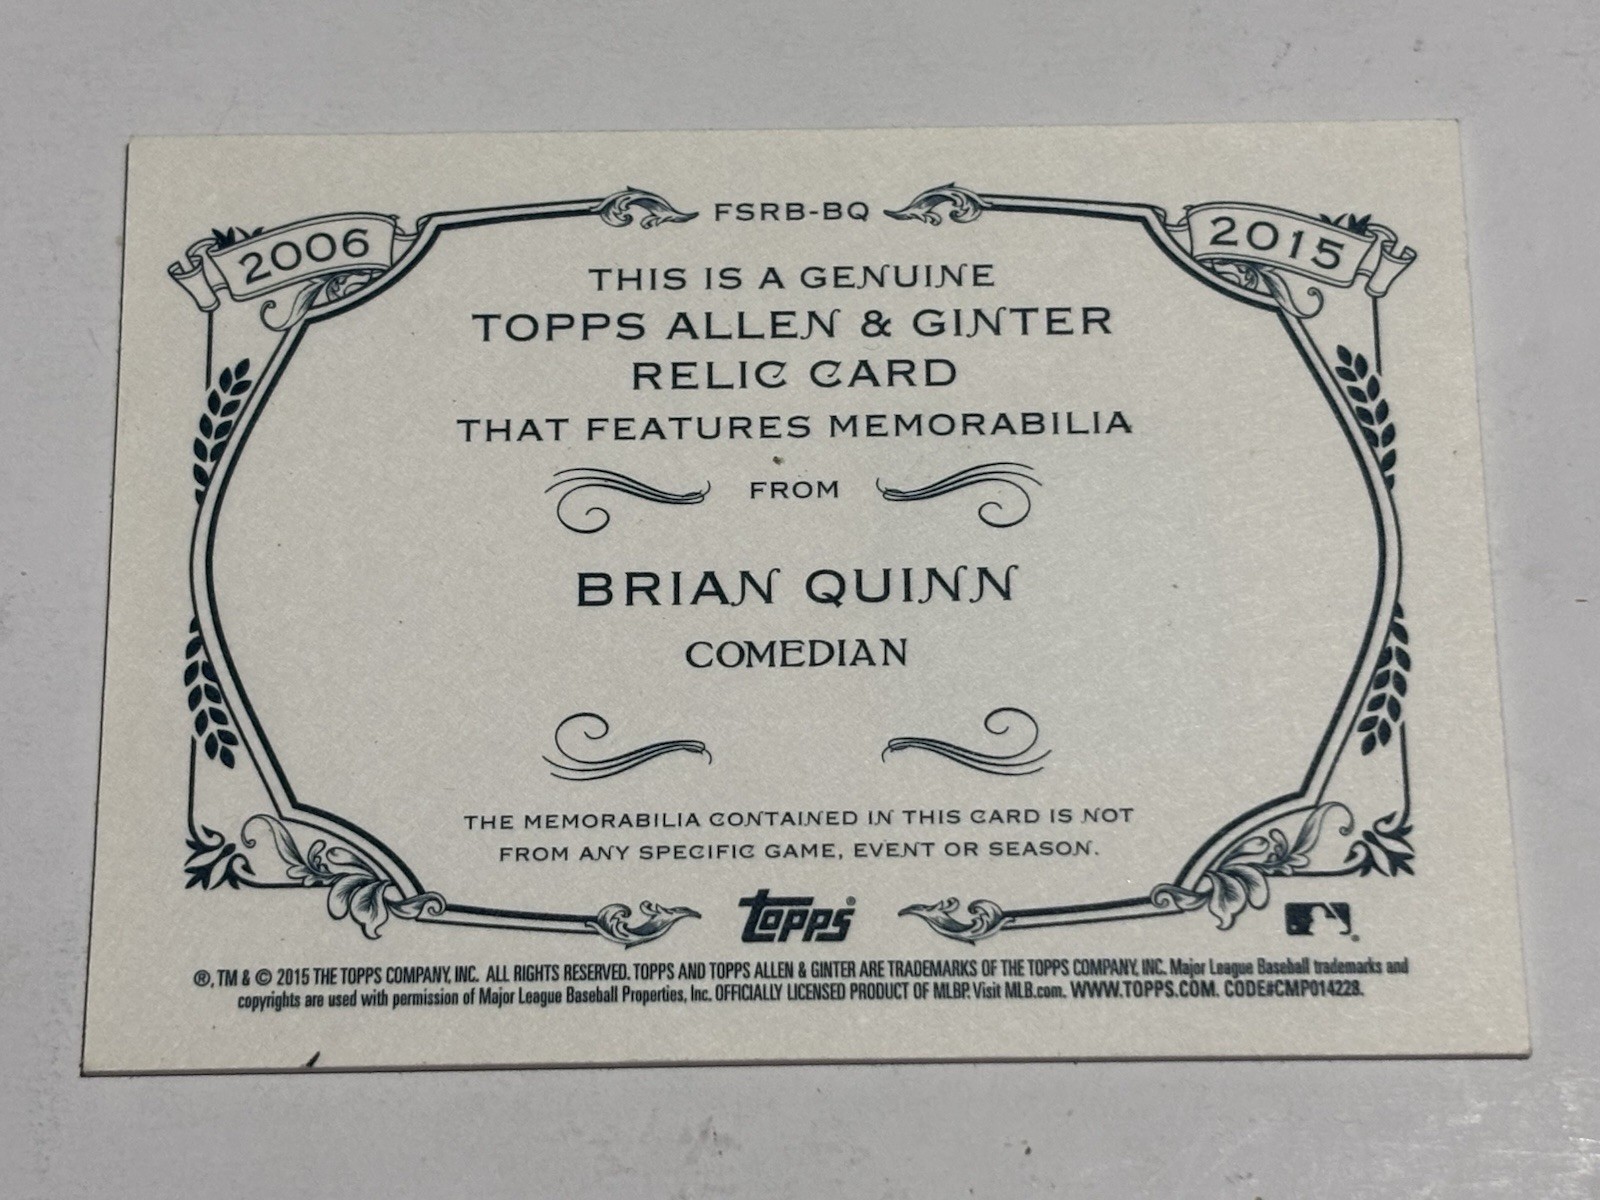 FSRB-BQ
2006
2015
THIS IS A GENUINE
TOPPS ALLEN & GINTER
RELIC CARD
THAT FEATURES MEMORABILIA
FROM
BRIAN QUINN
COMEDIAN
THE MEMORABILIA CONTAINED IN THIS CARD IS NOT
FROM ANY SPECIFIC GAME, EVENT OR SEASON.
Topps®
®, TM & © 2015 THE TOPPS COMPANY, INC. ALL RIGHTS RESERVED. TOPPS AND TOPPS ALLEN & GINTER ARE TRADEMARKS OF THE TOPPS COMPANY, INC. Major League Baseball trademarks and
copyrights are used with permission of Major League Baseball Properties, Inc. OFFICIALLY LICENSED PRODUCT OF MLBP. Visit MLB.com. WWW.TOPPS.COM. CODE#CMP014228.